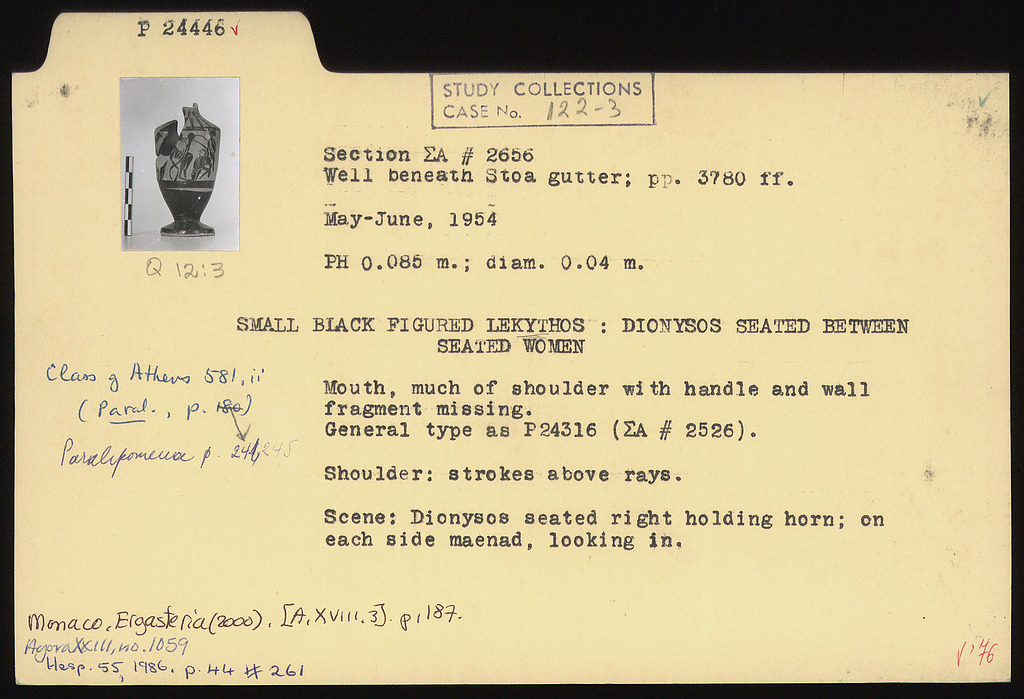 P 24446 ✓
STUDY COLLECTIONS
CASE No. 122-3
Section ΣA # 2656
Well beneath Stoa gutter; pp. 3780 ff.
May-June, 1954
PH 0.085 m.; diam. 0.04 m.
Q 12:3
SMALL BLACK FIGURED LEKYTHOS : DIONYSOS SEATED BETWEEN
SEATED WOMEN
Class of Athens 581, ii
(Paral., p. 180)
Paralipomena p. 244, 245
Mouth, much of shoulder with handle and wall
fragment missing.
General type as P24316 (ΣA # 2526).
Shoulder: strokes above rays.
Scene: Dionysos seated right holding horn; on
each side maenad, looking in.
Monaco, Ergasteria (2000). [A.XVIII.3]. p. 187.
Agora XXIII, no. 1059
Hesp. 55, 1986. p. 44 # 261
✓ '76